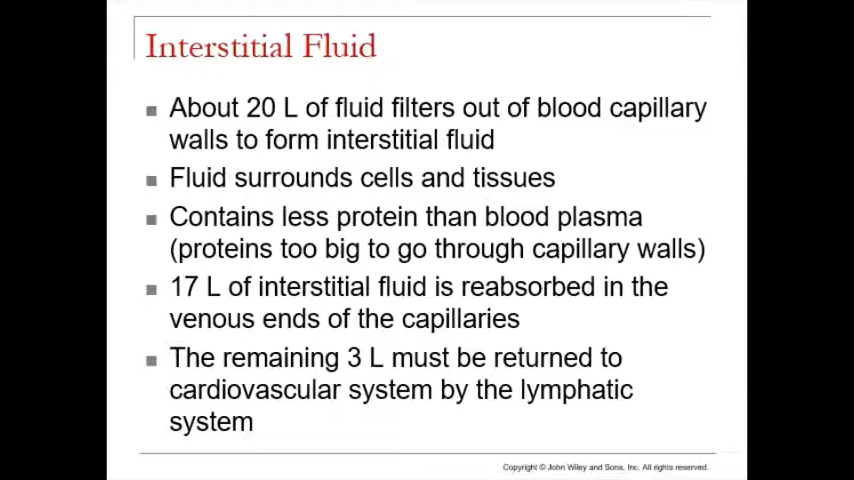 Interstitial Fluid
About 20 L of fluid filters out of blood capillary
walls to form interstitial fluid
Fluid surrounds cells and tissues
Contains less protein than blood plasma
(proteins too big to go through capillary walls)
17 L of interstitial fluid is reabsorbed in the
venous ends of the capillaries
The remaining 3 L must be returned to
cardiovascular system by the lymphatic
system
Copyright © John Wiley and Sons, Inc. All rights reserved.